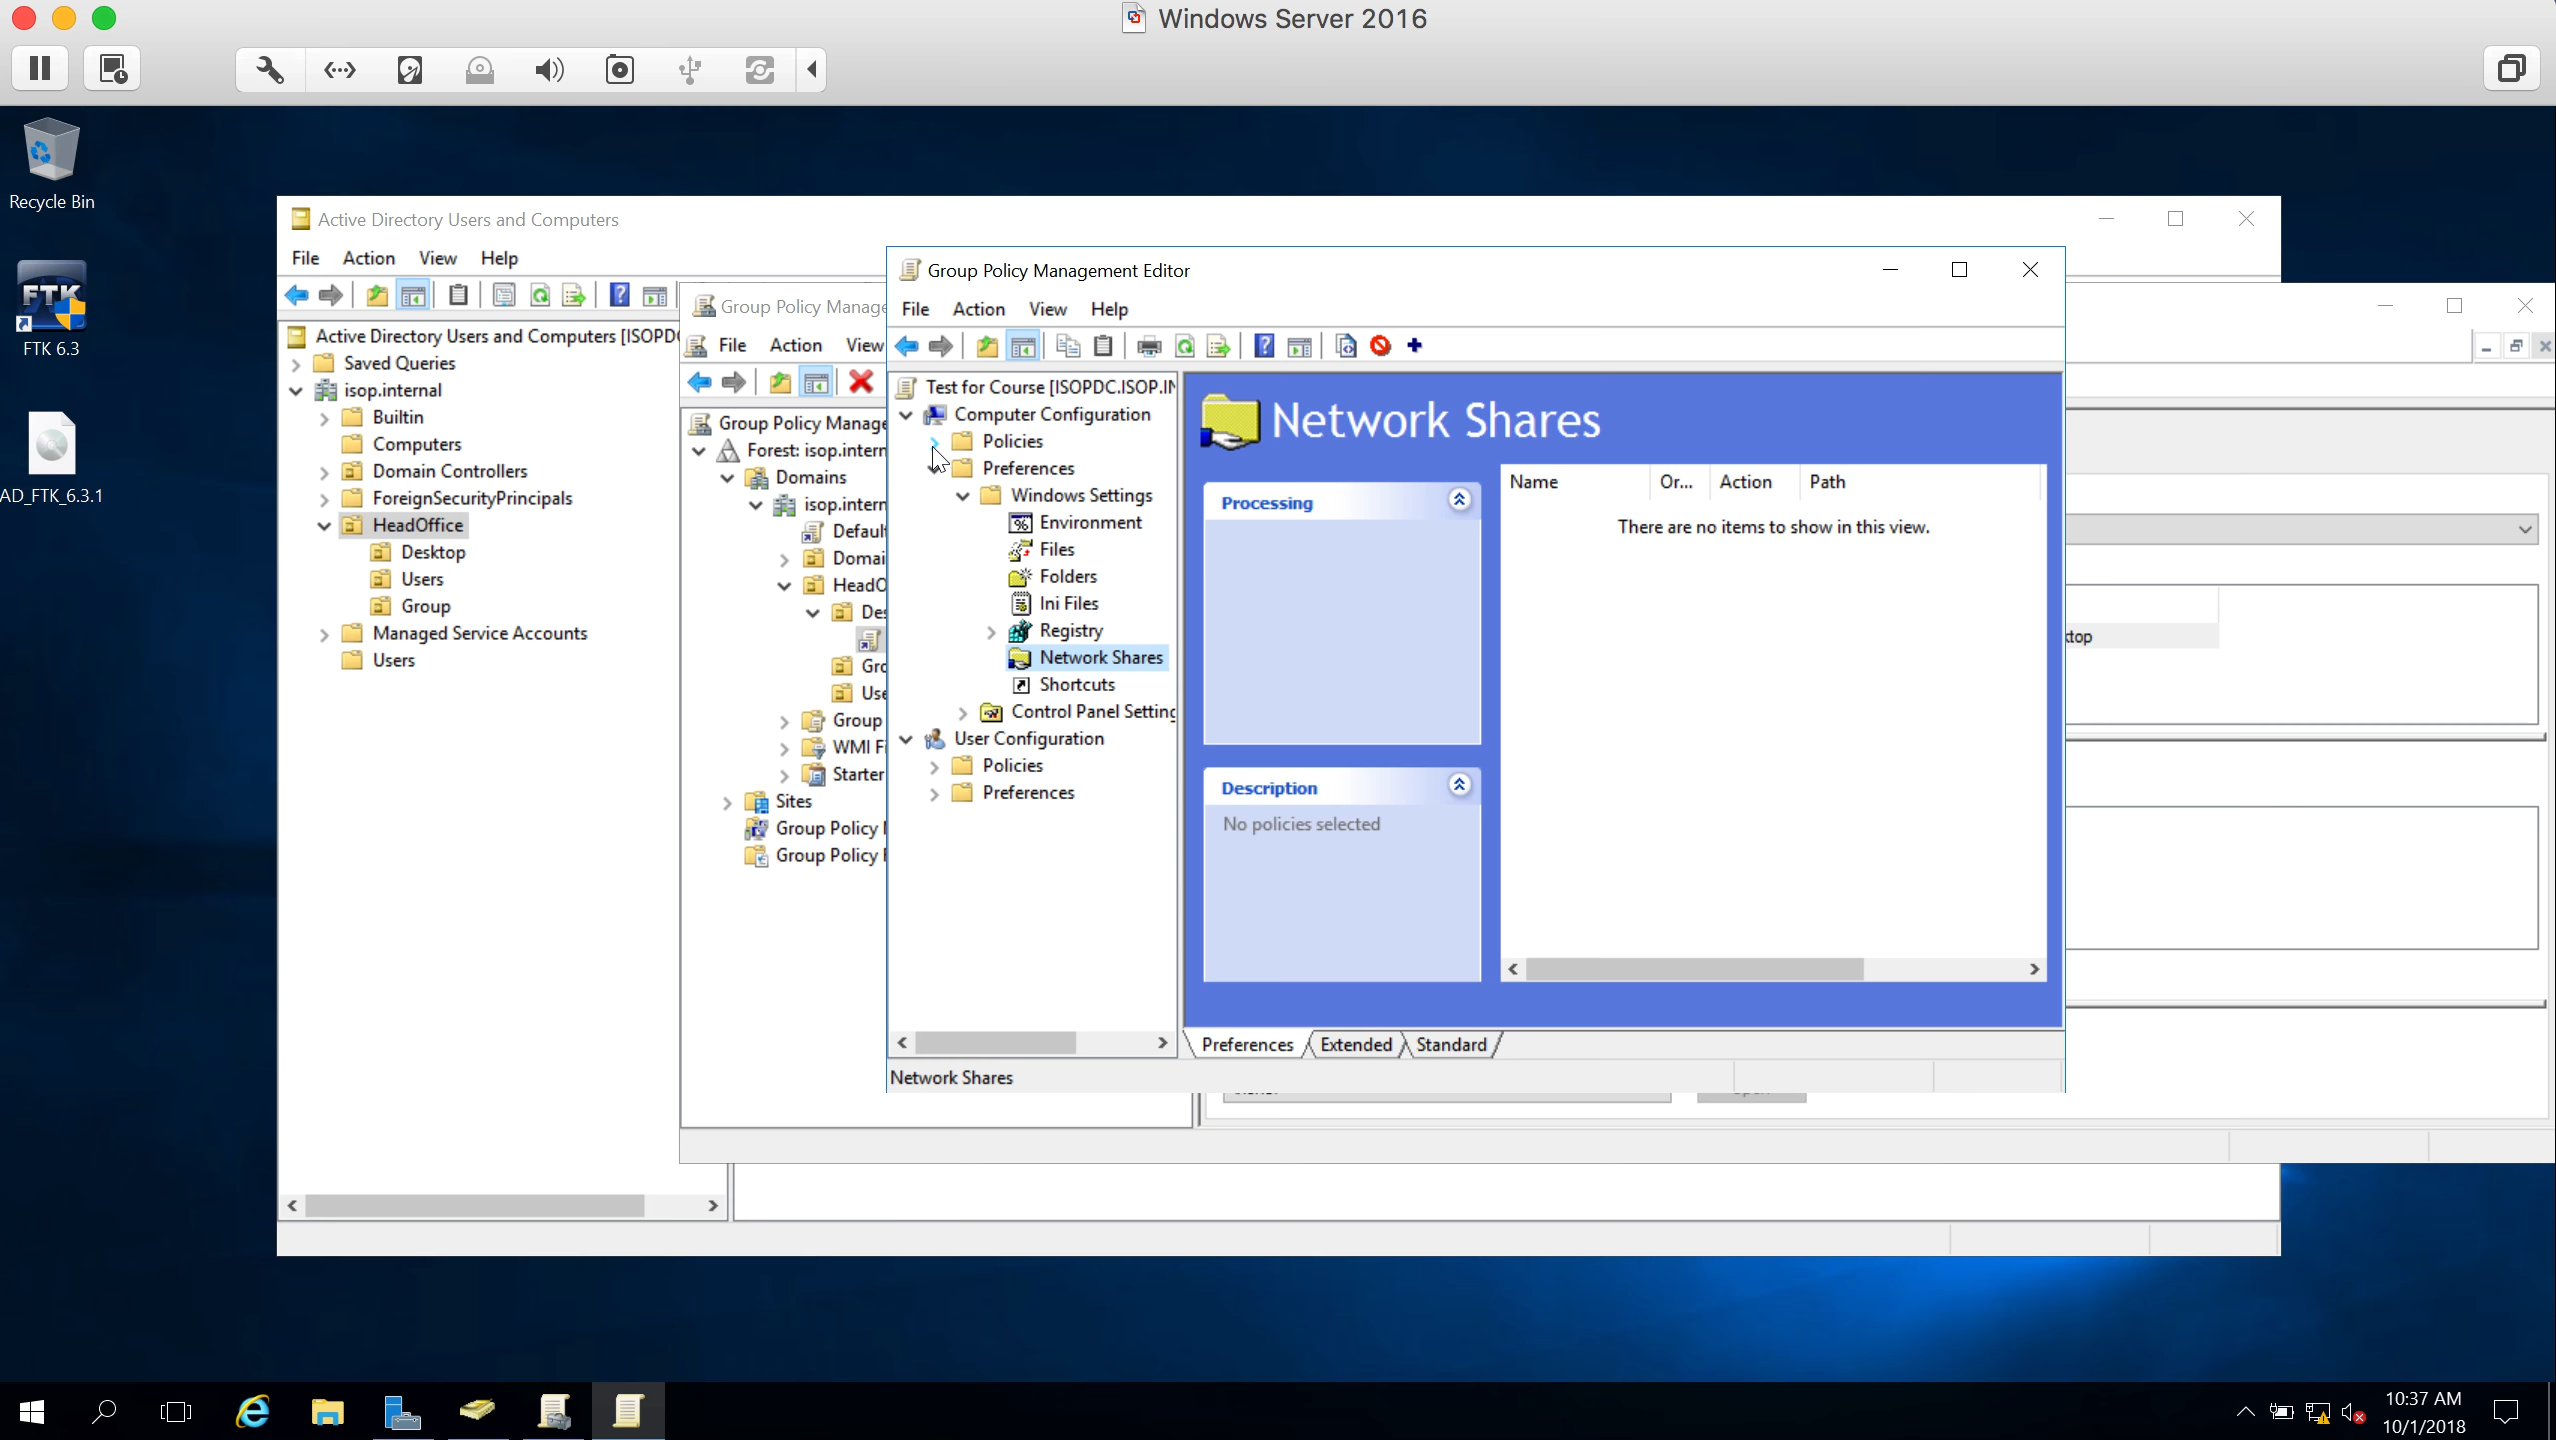 Windows Server 2016
Recycle Bin
FTK
FTK 6.3
AD_FTK_6.3.1
Active Directory Users and Computers
File Action View Help
Active Directory Users and Computers [ISOPD
Saved Queries
isop.internal
Builtin
Computers
Domain Controllers
ForeignSecurityPrincipals
HeadOffice
Desktop
Users
Group
Managed Service Accounts
Users
Group Policy Manage
File Action View
Group Policy Manage
Forest: isop.intern
Domains
isop.intern
Default
Domai
HeadO
Des
Gro
Use
Group
WMI Fi
Starter
Sites
Group Policy
Group Policy
Group Policy Management Editor
File Action View Help
Test for Course [ISOPDC.ISOP.IN
Computer Configuration
Policies
Preferences
Windows Settings
Environment
Files
Folders
Ini Files
Registry
Network Shares
Shortcuts
Control Panel Setting
User Configuration
Policies
Preferences
Network Shares
Processing
Description
No policies selected
Name Or... Action Path
There are no items to show in this view.
Preferences Extended Standard
Network Shares
ktop
10:37 AM
10/1/2018